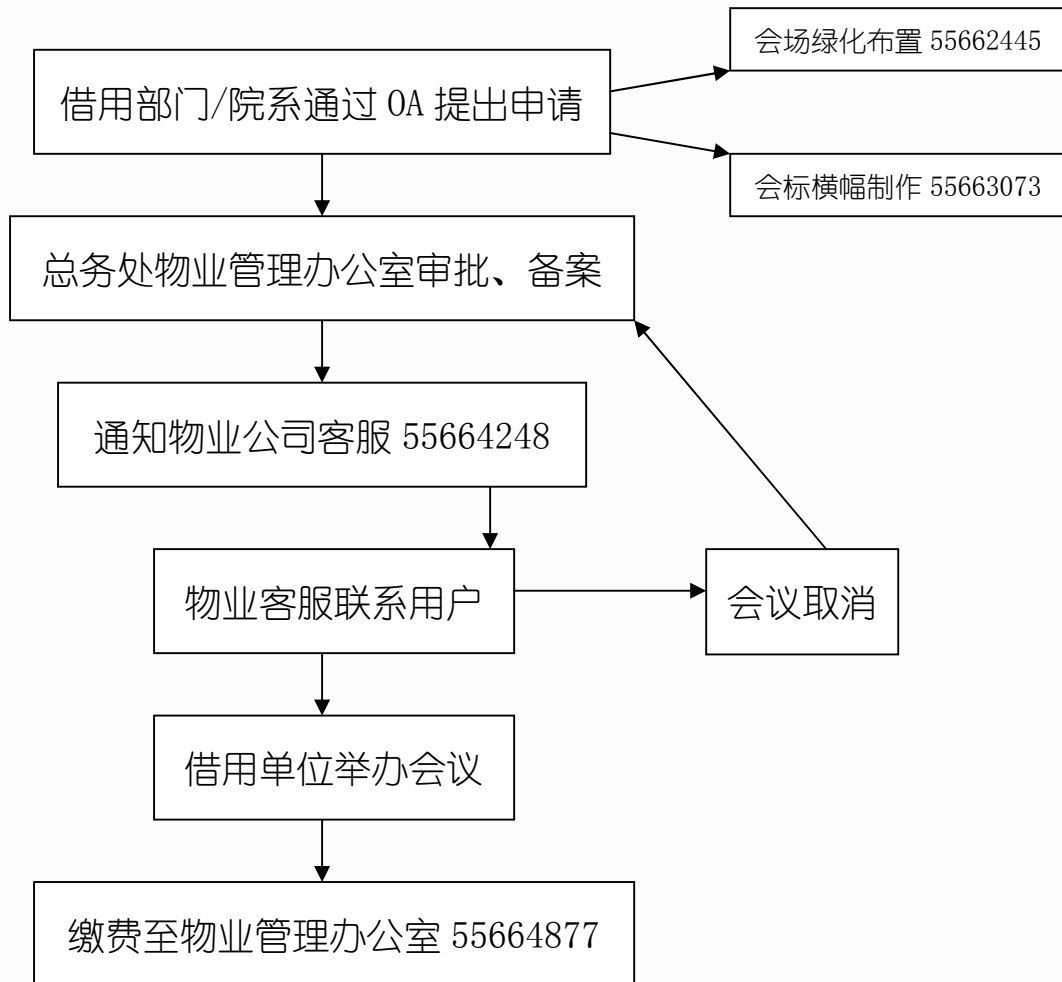 会场绿化布置 55662445
借用部门/院系通过 OA 提出申请
会标横幅制作 55663073
总务处物业管理办公室审批、备案
通知物业公司客服 55664248
物业客服联系用户
会议取消
借用单位举办会议
缴费至物业管理办公室 55664877